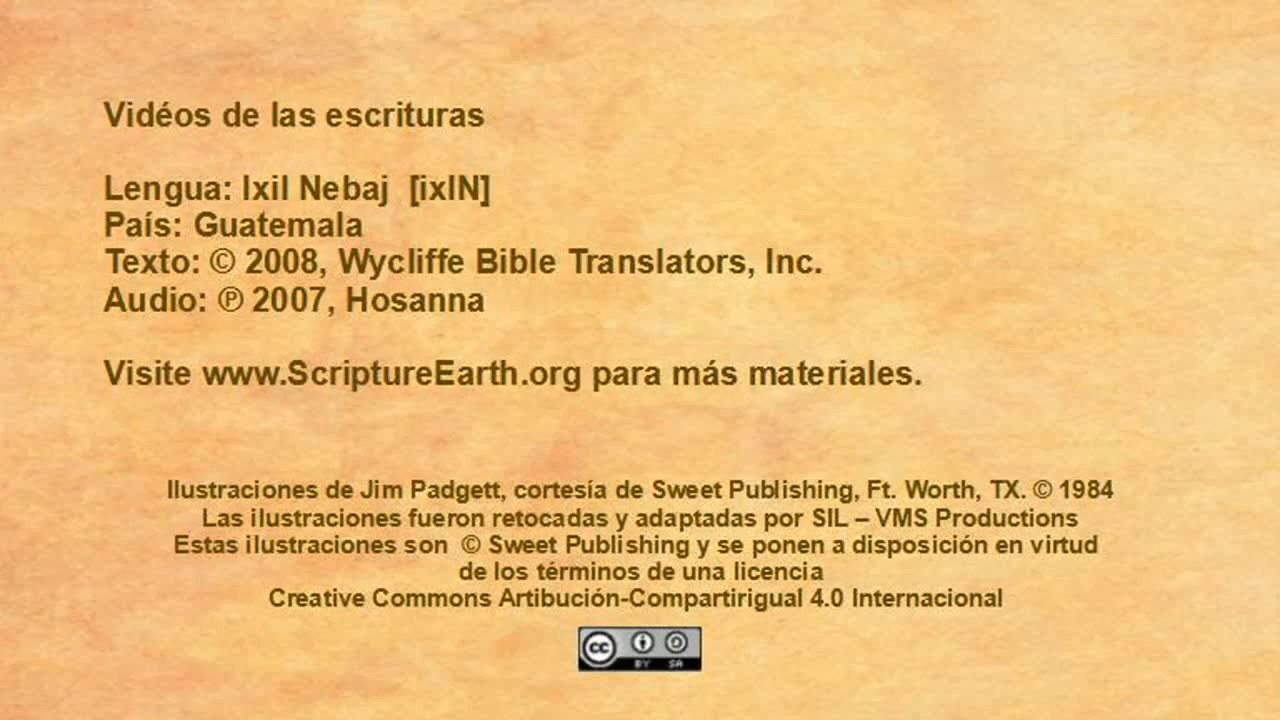 Vidéos de las escrituras
Lengua: Ixil Nebaj [ixIN]
País: Guatemala
Texto: © 2008, Wycliffe Bible Translators, Inc.
Audio: ℗ 2007, Hosanna
Visite www.ScriptureEarth.org para más materiales.
Ilustraciones de Jim Padgett, cortesía de Sweet Publishing, Ft. Worth, TX. © 1984
Las ilustraciones fueron retocadas y adaptadas por SIL – VMS Productions
Estas ilustraciones son © Sweet Publishing y se ponen a disposición en virtud
de los términos de una licencia
Creative Commons Artibución-Compartirigual 4.0 Internacional
cc BY SA